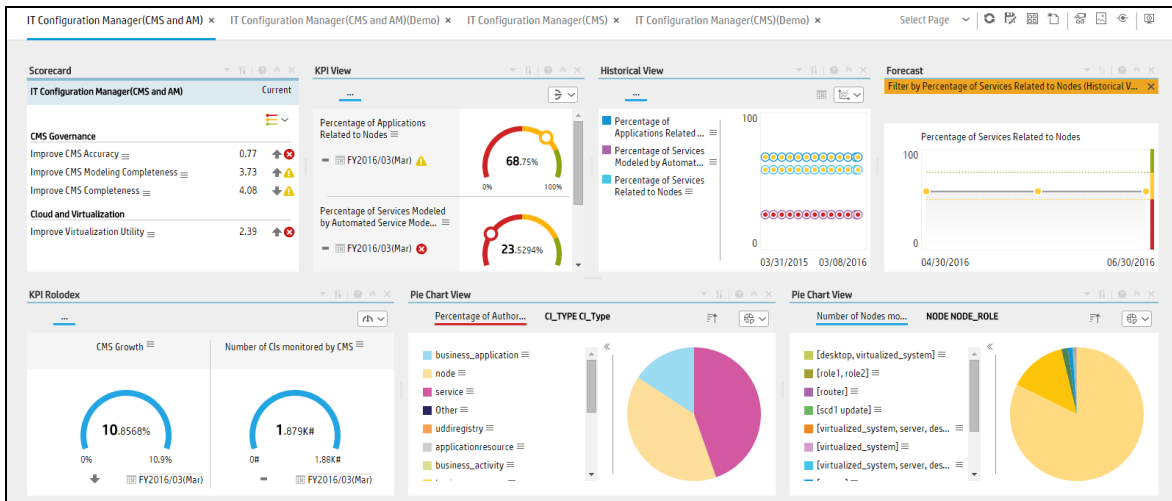 IT Configuration Manager(CMS and AM) × IT Configuration Manager(CMS and AM)(Demo) × IT Configuration Manager(CMS) × IT Configuration Manager(CMS)(Demo) × Select Page
Scorecard
IT Configuration Manager(CMS and AM) Current
CMS Governance
Improve CMS Accuracy 0.77
Improve CMS Modeling Completeness 3.73
Improve CMS Completeness 4.08
Cloud and Virtualization
Improve Virtualization Utility 2.39
KPI View
...
Percentage of Applications
Related to Nodes
FY2016/03(Mar)
68.75%
0% 100%
Percentage of Services Modeled
by Automated Service Mode...
FY2016/03(Mar)
23.5294%
Historical View
...
Percentage of
Applications Related ...
Percentage of Services
Modeled by Automat...
Percentage of Services
Related to Nodes
100
0
03/31/2015 03/08/2016
Forecast
Filter by Percentage of Services Related to Nodes (Historical V... ×
Percentage of Services Related to Nodes
100
0
04/30/2016 06/30/2016
KPI Rolodex
...
CMS Growth
10.8568%
0% 10.9%
FY2016/03(Mar)
Number of CIs monitored by CMS
1.879K#
0# 1.88K#
FY2016/03(Mar)
Pie Chart View
Percentage of Author... CI_TYPE CI_Type
business_application
node
service
Other
uddiregistry
applicationresource
business_activity
Pie Chart View
Number of Nodes mo... NODE NODE_ROLE
[desktop, virtualized_system]
[role1, role2]
[router]
[scd1 update]
[virtualized_system, server, des...
[virtualized_system]
[virtualized_system, server, des...